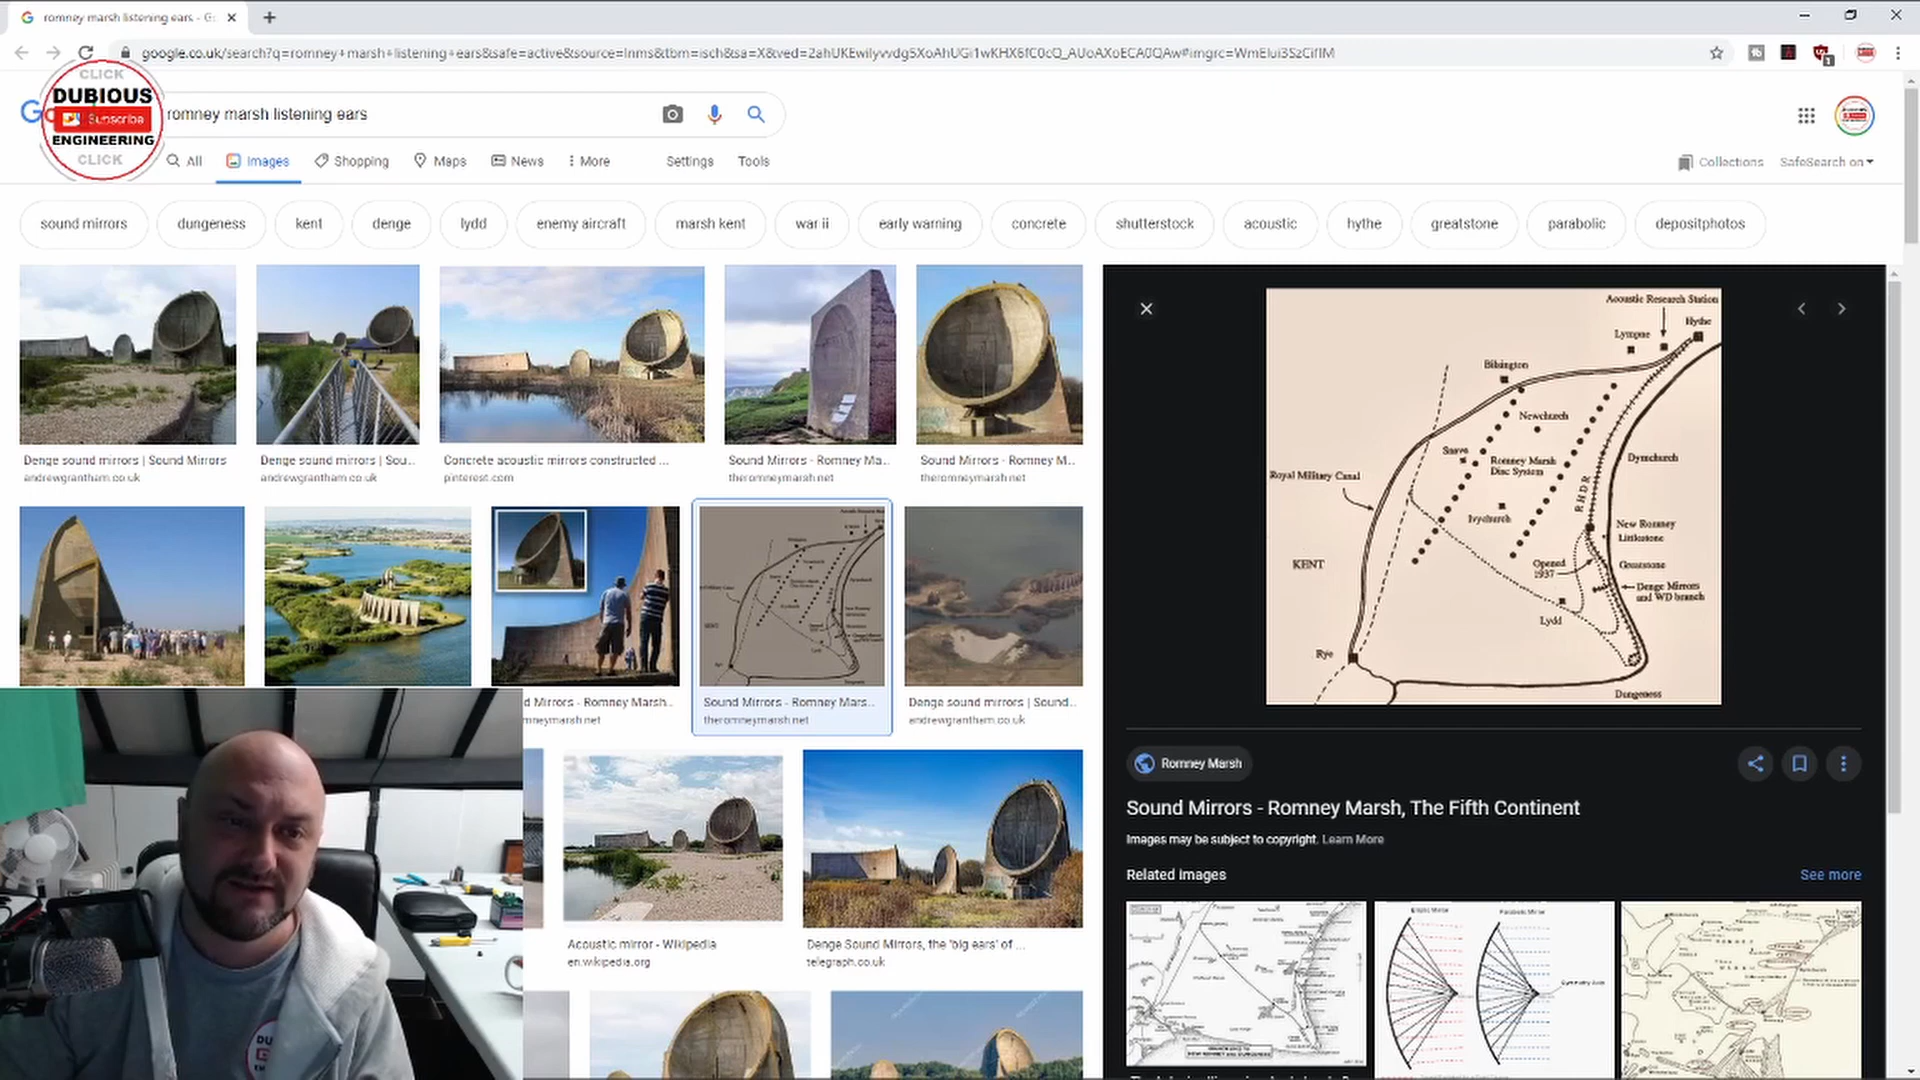 romney marsh listening ears - G
google.co.uk/search?q=romney+marsh+listening+ears&safe=active&source=lnms&tbm=isch&sa=X&ved=2ahUKEwiIyvvdgSXoAhUGi1wKHX6fC0cQ_AUoAXoECA0QAw#imgrc=WmEIui3SzCifIM
CLICK
DUBIOUS
Subscribe
ENGINEERING
CLICK
romney marsh listening ears
All Images Shopping Maps News More Settings Tools
Collections SafeSearch on
sound mirrors dungeness kent denge lydd enemy aircraft marsh kent war ii early warning concrete shutterstock acoustic hythe greatstone parabolic depositphotos
Denge sound mirrors | Sound Mirrors
andrewgrantham.co.uk
Denge sound mirrors | Sou...
andrewgrantham.co.uk
Concrete acoustic mirrors constructed ...
pinterest.com
Sound Mirrors - Romney Ma...
theromneymarsh.net
Sound Mirrors - Romney M...
theromneymarsh.net
d Mirrors - Romney Marsh...
mneymarsh.net
Sound Mirrors - Romney Mars...
theromneymarsh.net
Denge sound mirrors | Sound...
andrewgrantham.co.uk
Acoustic mirror - Wikipedia
en.wikipedia.org
Denge Sound Mirrors, the 'big ears' of ...
telegraph.co.uk
Acoustic Research Station
Hythe
Lympne
Bilsington
Newchurch
Snave
Romney Marsh
Disc System
Dymchurch
Royal Military Canal
RHDR
Ivychurch
New Romney
Littlestone
KENT
Opened
1937
Greatstone
Denge Mirrors
and WD branch
Lydd
Rye
Dungeness
Romney Marsh
Sound Mirrors - Romney Marsh, The Fifth Continent
Images may be subject to copyright. Learn More
Related images
See more